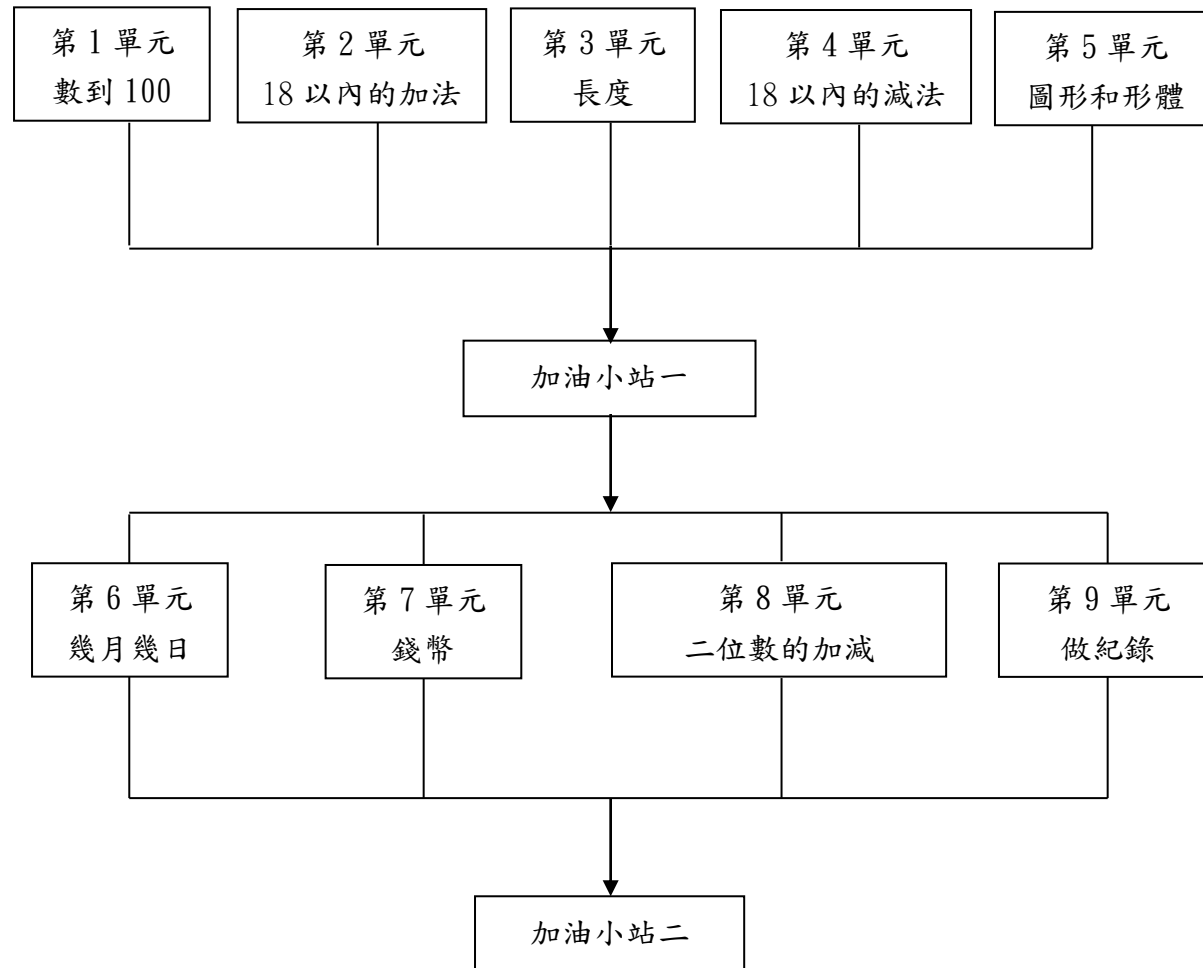 第 1 單元
數到 100
第 2 單元
18 以內的加法
第 3 單元
長度
第 4 單元
18 以內的減法
第 5 單元
圖形和形體
加油小站一
第 6 單元
幾月幾日
第 7 單元
錢幣
第 8 單元
二位數的加减
第 9 單元
做紀錄
加油小站二